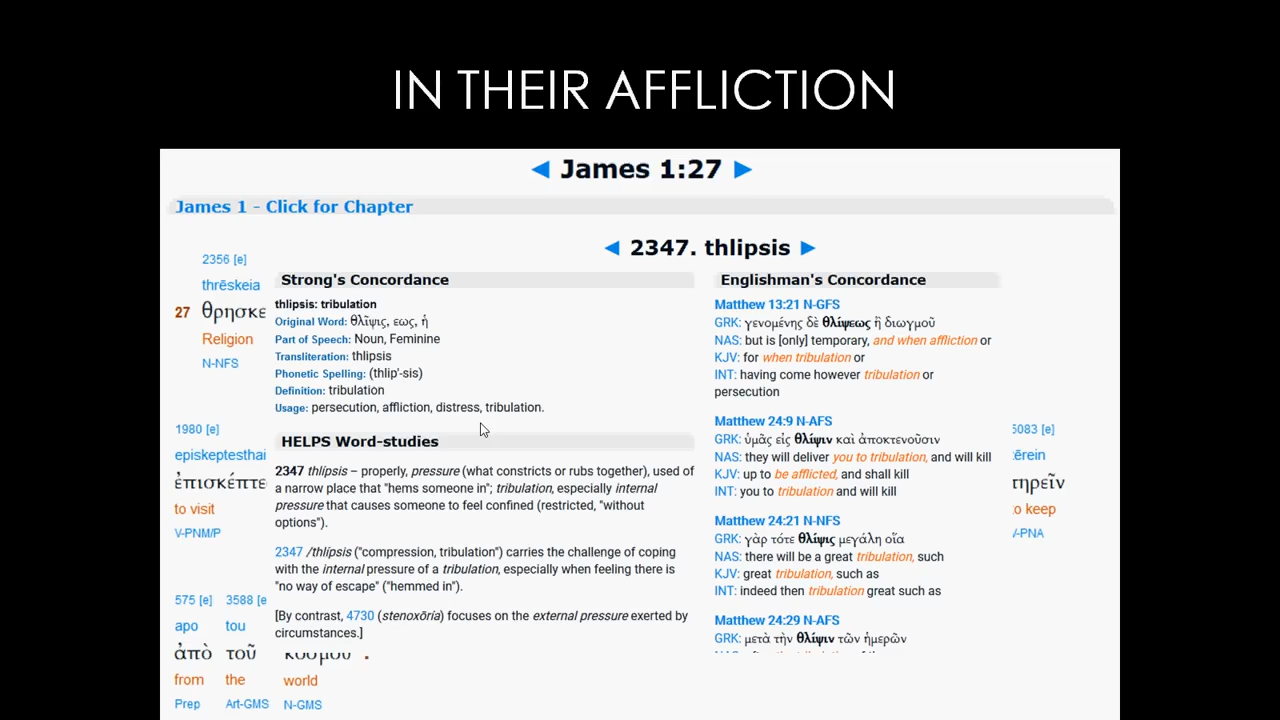 IN THEIR AFFLICTION
◄ James 1:27 ►
James 1 - Click for Chapter
◄ 2347. thlipsis ►
2356 [e]
thrēskeia
27 θρησκε
Religion
N-NFS
1980 [e]
episkeptesthai
ἐπισκέπτε
to visit
V-PNM/P
575 [e] 3588 [e
apo tou
ἀπὸ τοῦ κόσμου .
from the world
Prep Art-GMS N-GMS
Strong's Concordance
thlipsis: tribulation
Original Word: θλῖψις, εως, ἡ
Part of Speech: Noun, Feminine
Transliteration: thlipsis
Phonetic Spelling: (thlip'-sis)
Definition: tribulation
Usage: persecution, affliction, distress, tribulation.
HELPS Word-studies
2347 thlípsis – properly, pressure (what constricts or rubs together), used of
a narrow place that "hems someone in"; tribulation, especially internal
pressure that causes someone to feel confined (restricted, "without
options").
2347 /thlípsis ("compression, tribulation") carries the challenge of coping
with the internal pressure of a tribulation, especially when feeling there is
"no way of escape" ("hemmed in").
[By contrast, 4730 (stenoxōría) focuses on the external pressure exerted by
circumstances.]
Englishman's Concordance
Matthew 13:21 N-GFS
GRK: γενομένης δὲ θλίψεως ἢ διωγμοῦ
NAS: but is [only] temporary, and when affliction or
KJV: for when tribulation or
INT: having come however tribulation or
persecution
Matthew 24:9 N-AFS
GRK: ὑμᾶς εἰς θλίψιν καὶ ἀποκτενοῦσιν
NAS: they will deliver you to tribulation, and will kill
KJV: up to be afflicted, and shall kill
INT: you to tribulation and will kill
Matthew 24:21 N-NFS
GRK: γὰρ τότε θλίψις μεγάλη οἵα
NAS: there will be a great tribulation, such
KJV: great tribulation, such as
INT: indeed then tribulation great such as
Matthew 24:29 N-AFS
GRK: μετὰ τὴν θλίψιν τῶν ἡμερῶν
5083 [e]
tērein
τηρεῖν
to keep
V-PNA